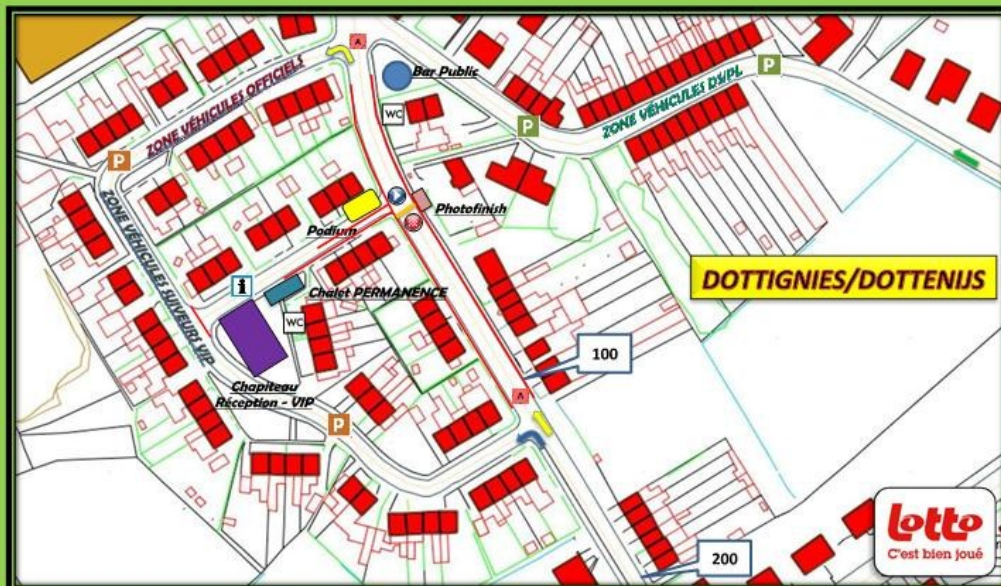 A
Bar Public
P
ZONE VÉHICULES OFFICIELS
WC
ZONE VÉHICULES DS/PL
P
P
ZONE VÉHICULES SUIVEURS VIP
Photofinish
Podium
DOTTIGNIES/DOTTENIJS
i
Chalet PERMANENCE
WC
100
Chapiteau
Réception - VIP
A
P
200
Lotto
C'est bien joué